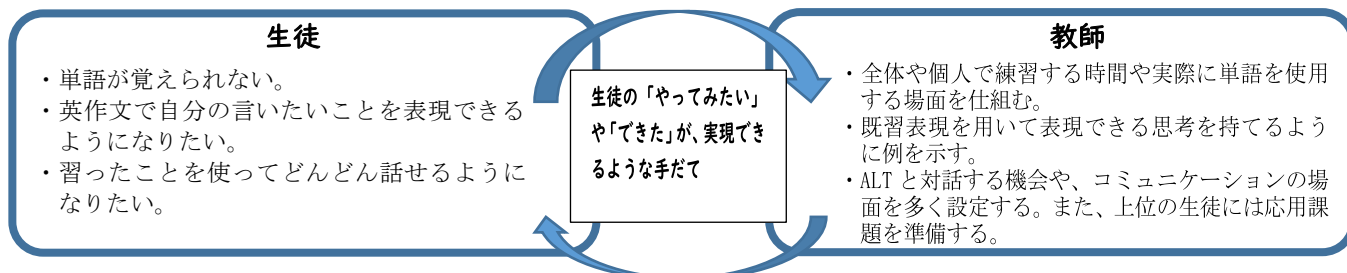 生徒
・単語が覚えられない。
・英作文で自分の言いたいことを表現できる
ようになりたい。
・習ったことを使ってどんどん話せるように
なりたい。
生徒の「やってみたい」
や「できた」が、実現でき
るような手だて
教師
・全体や個人で練習する時間や実際に単語を使用
する場面を仕組む。
・既習表現を用いて表現できる思考を持てるよう
に例を示す。
・ALT と対話する機会や、コミュニケーションの場
面を多く設定する。また、上位の生徒には応用課
題を準備する。